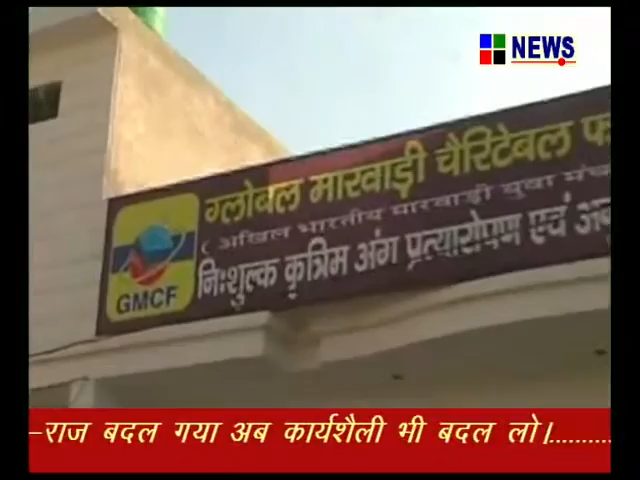 NEWS
ग्लोबल मारवाड़ी चैरिटेबल
( अखिल भारतीय मारवाड़ी युवा मंच
GMCF
निःशुल्क कृत्रिम अंग प्रत्यारोपण एवं
–राज बदल गया अब कार्यशैली भी बदल लो।..........